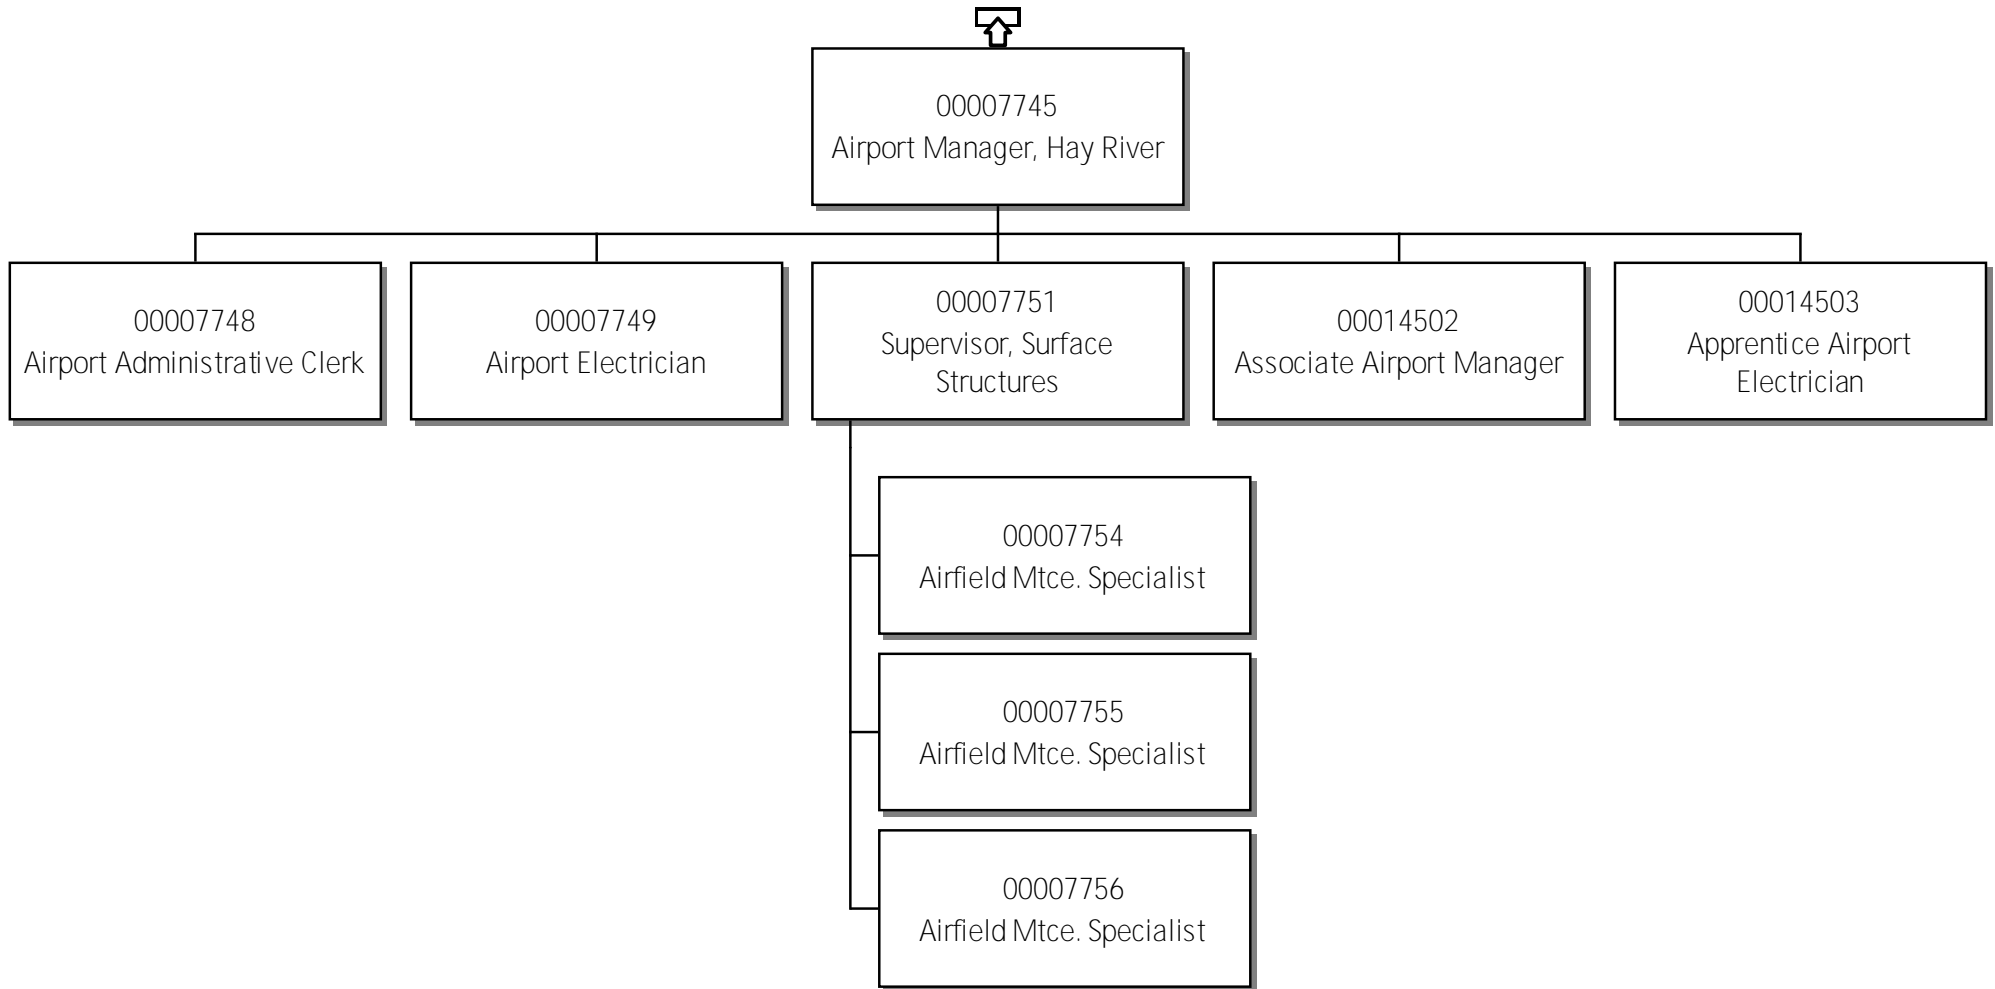 00007745
Airport Manager, Hay River
00007748
Airport Administrative Clerk
00007749
Airport Electrician
00007751
Supervisor, Surface
Structures
00014502
Associate Airport Manager
00014503
Apprentice Airport
Electrician
00007754
Airfield Mtce. Specialist
00007755
Airfield Mtce. Specialist
00007756
Airfield Mtce. Specialist